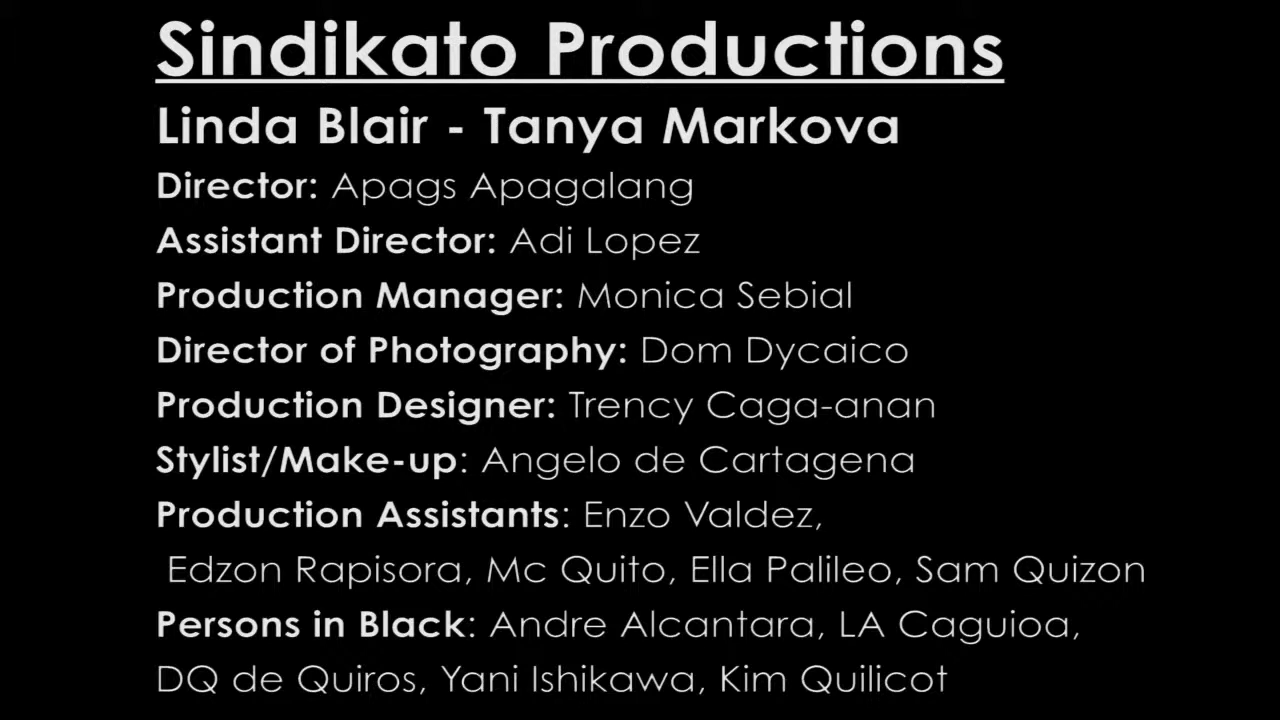 Sindikato Productions
Linda Blair - Tanya Markova
Director: Apags Apagalang
Assistant Director: Adi Lopez
Production Manager: Monica Sebial
Director of Photography: Dom Dycaico
Production Designer: Trency Caga-anan
Stylist/Make-up: Angelo de Cartagena
Production Assistants: Enzo Valdez,
Edzon Rapisora, Mc Quito, Ella Palileo, Sam Quizon
Persons in Black: Andre Alcantara, LA Caguioa,
DQ de Quiros, Yani Ishikawa, Kim Quilicot